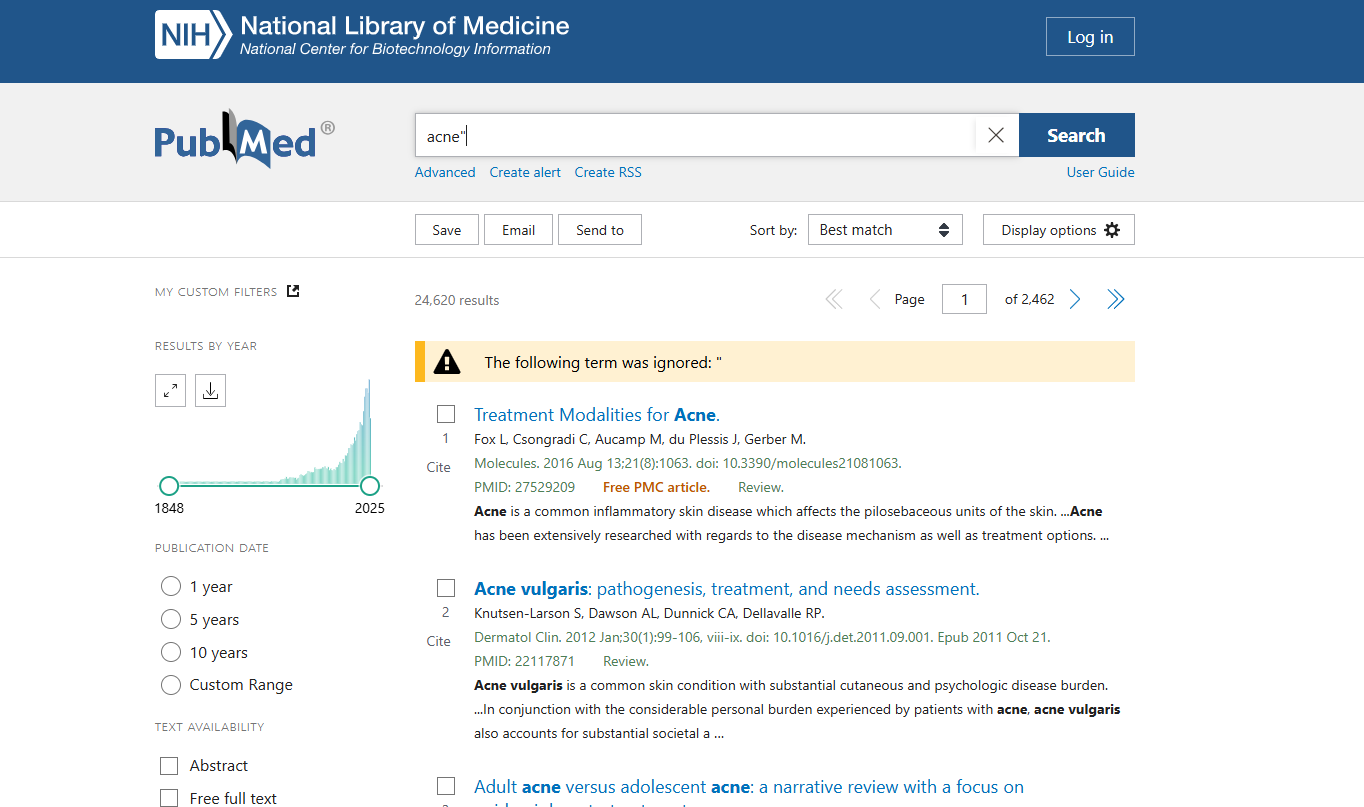 NIH National Library of Medicine
National Center for Biotechnology Information
Log in
PubMed®
acne"
Search
Advanced Create alert Create RSS User Guide
Save Email Send to Sort by: Best match Display options
MY CUSTOM FILTERS
24,620 results Page 1 of 2,462
RESULTS BY YEAR
1848 2025
PUBLICATION DATE
1 year
5 years
10 years
Custom Range
TEXT AVAILABILITY
Abstract
Free full text
The following term was ignored: "
Treatment Modalities for Acne.
1
Fox L, Csongradi C, Aucamp M, du Plessis J, Gerber M.
Cite
Molecules. 2016 Aug 13;21(8):1063. doi: 10.3390/molecules21081063.
PMID: 27529209 Free PMC article. Review.
Acne is a common inflammatory skin disease which affects the pilosebaceous units of the skin. ...Acne
has been extensively researched with regards to the disease mechanism as well as treatment options. ...
Acne vulgaris: pathogenesis, treatment, and needs assessment.
2
Knutsen-Larson S, Dawson AL, Dunnick CA, Dellavalle RP.
Cite
Dermatol Clin. 2012 Jan;30(1):99-106, viii-ix. doi: 10.1016/j.det.2011.09.001. Epub 2011 Oct 21.
PMID: 22117871 Review.
Acne vulgaris is a common skin condition with substantial cutaneous and psychologic disease burden.
...In conjunction with the considerable personal burden experienced by patients with acne, acne vulgaris
also accounts for substantial societal a ...
Adult acne versus adolescent acne: a narrative review with a focus on